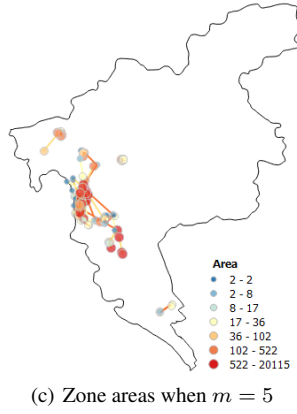 Area
2 - 2
2 - 8
8 - 17
17 - 36
36 - 102
102 - 522
522 - 20115
(c) Zone areas when m = 5